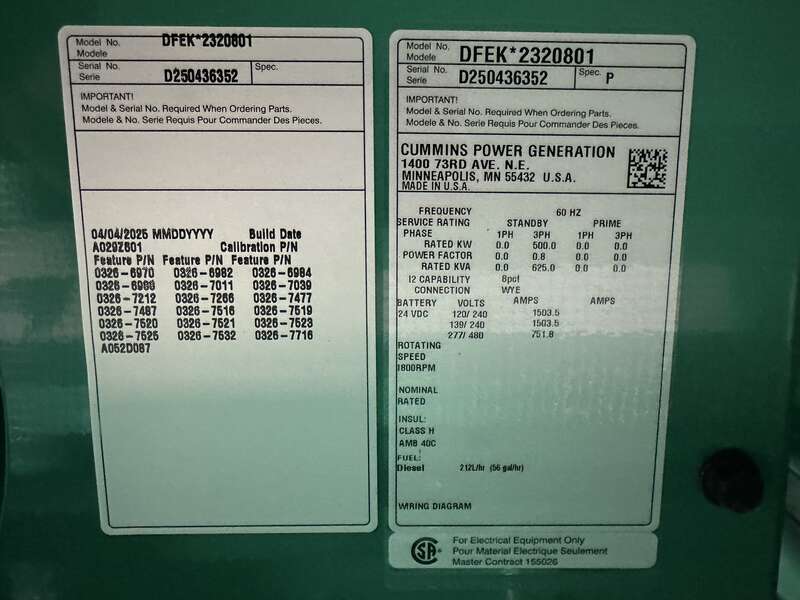 Model No. DFEK*2320801
Modele
Serial No. D250436352 Spec.
Serie
IMPORTANT!
Model & Serial No. Required When Ordering Parts.
Modele & No. Serie Requis Pour Commander Des Pieces.
04/04/2025 MMDDYYYY Build Date
A029Z601 Calibration P/N
Feature P/N Feature P/N Feature P/N
0326-6970 0326-6982 0326-6984
0326-6988 0326-7011 0326-7039
0326-7212 0326-7266 0326-7477
0326-7487 0326-7516 0326-7519
0326-7520 0326-7521 0326-7523
0326-7525 0326-7532 0326-7716
A052D087
Model No. DFEK*2320801
Modele
Serial No. D250436352 Spec. P
Serie
IMPORTANT!
Model & Serial No. Required When Ordering Parts.
Modele & No. Serie Requis Pour Commander Des Pieces.
CUMMINS POWER GENERATION
1400 73RD AVE. N.E.
MINNEAPOLIS, MN 55432 U.S.A.
MADE IN U.S.A.
FREQUENCY 60 HZ
SERVICE RATING STANDBY PRIME
PHASE 1PH 3PH 1PH 3PH
RATED KW 0.0 500.0 0.0 0.0
POWER FACTOR 0.0 0.8 0.0 0.0
RATED KVA 0.0 625.0 0.0 0.0
I2 CAPABILITY 8pct
CONNECTION WYE
BATTERY VOLTS AMPS AMPS
24 VDC 120/ 240 1503.5
139/ 240 1503.5
277/ 480 751.8
ROTATING
SPEED
1800RPM
NOMINAL
RATED
INSUL:
CLASS H
AMB 40C
FUEL:
Diesel 212L/hr (56 gal/hr)
WIRING DIAGRAM
CSA
For Electrical Equipment Only
Pour Material Electrique Seulement
Master Contract 155026